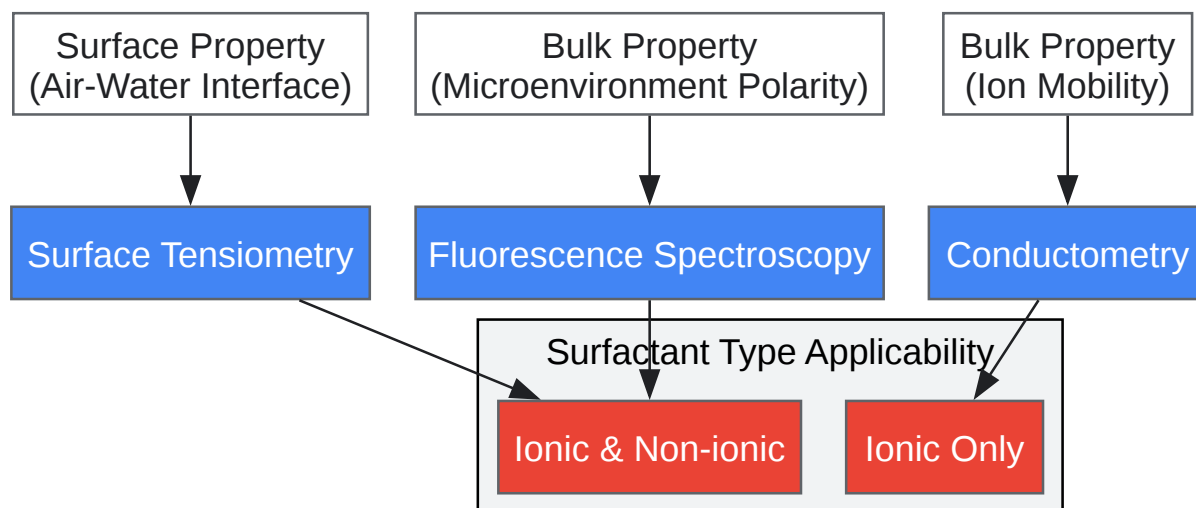 Surface Property
(Air-Water Interface)
Bulk Property
(Microenvironment Polarity)
Bulk Property
(Ion Mobility)
Surface Tensiometry
Fluorescence Spectroscopy
Conductometry
Surfactant Type Applicability
Ionic & Non-ionic
Ionic Only